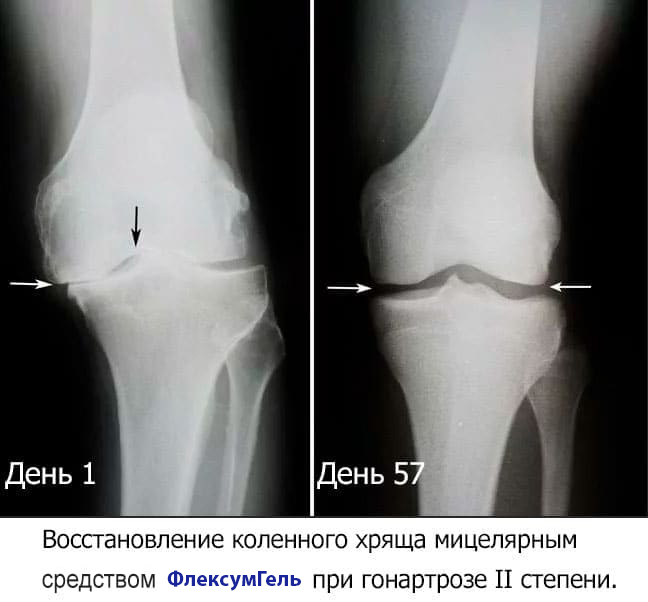 День 1
День 57
Восстановление коленного хряща мицелярным
средством ФлексумГель при гонартрозе II степени.